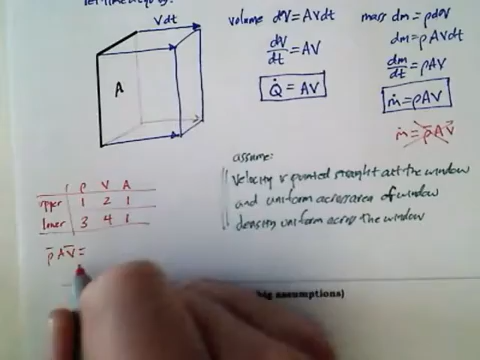 Vdt
A
volume dV = AVdt
dV/dt = AV
Q̇ = AV
mass dm = ρdV
dm = ρAVdt
dm/dt = ρAV
ṁ = ρAV
ṁ = ρ̄AV̄
assume:
velocity is pointed straight out the window
and uniform across area of window
density uniform across the window
ρ V A
upper 1 2 1
lower 3 4 1
ρ̄AV̄ =
big assumptions)